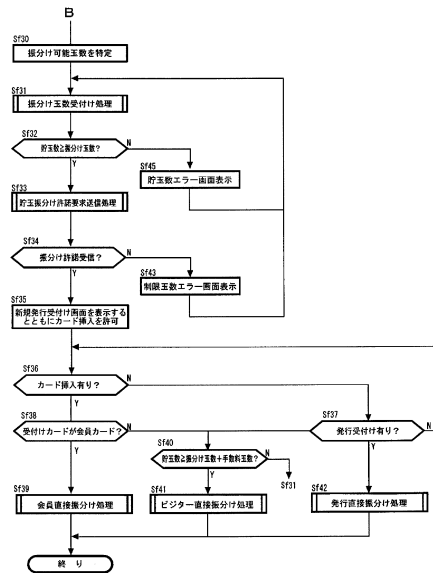 B
Sf30
振分け可能玉数を特定
Sf31
振分け玉数受付け処理
Sf32
貯玉数≧振分け玉数？
N
Y
Sf45
貯玉数エラー画面表示
Sf33
貯玉振分け許諾要求送信処理
Sf34
振分け許諾受信？
N
Y
Sf43
制限玉数エラー画面表示
Sf35
新規発行受付け画面を表示する
とともにカード挿入を許可
Sf36
カード挿入有り？
N
Y
Sf38
受付けカードが会員カード？
N
Y
Sf37
発行受付け有り？
N
Y
Sf40
貯玉数≧振分け玉数＋手数料玉数？
N
Y
Sf31
Sf39
会員直接振分け処理
Sf41
ビジター直接振分け処理
Sf42
発行直接振分け処理
終り